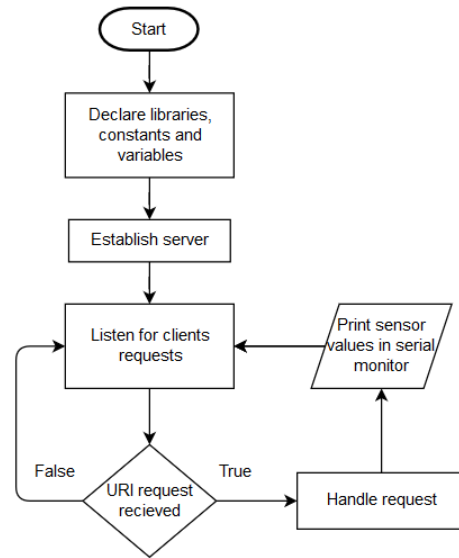 Start
Declare libraries,
constants and
variables
Establish server
Listen for clients
requests
Print sensor
values in serial
monitor
False
True
URI request
recieved
Handle request